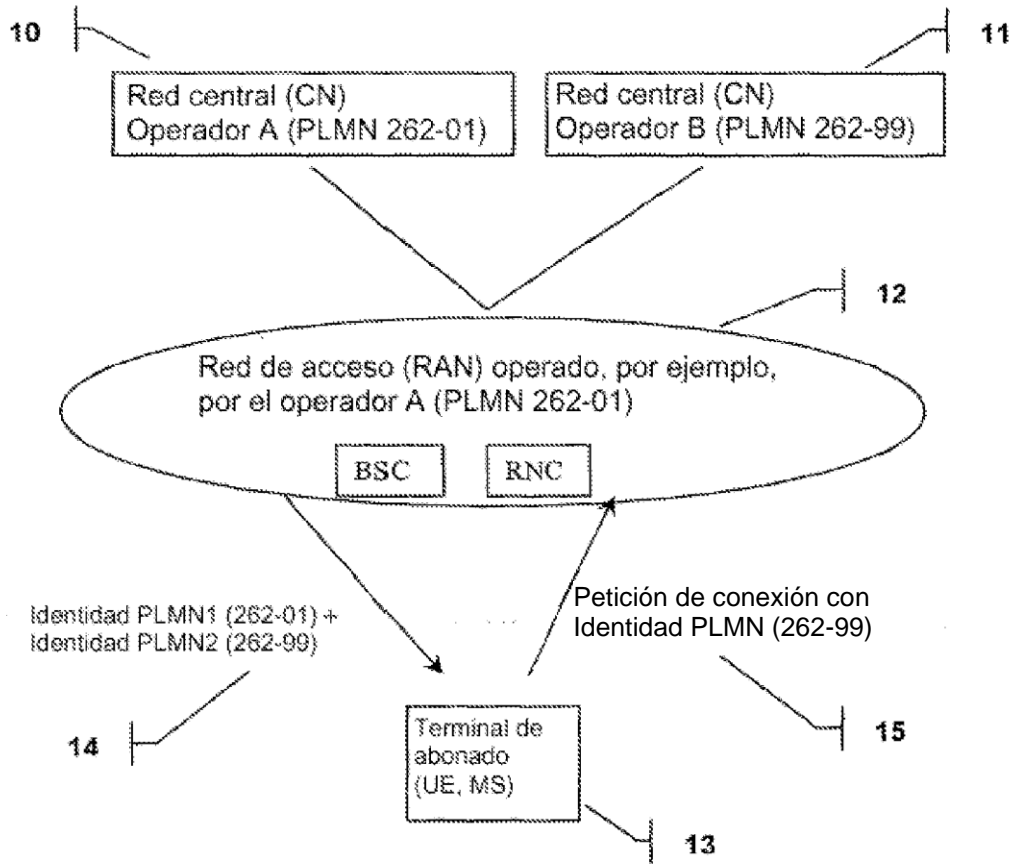 10
11
Red central (CN)
Operador A (PLMN 262-01)
Red central (CN)
Operador B (PLMN 262-99)
12
Red de acceso (RAN) operado, por ejemplo,
por el operador A (PLMN 262-01)
BSC
RNC
Identidad PLMN1 (262-01) +
Identidad PLMN2 (262-99)
Petición de conexión con
Identidad PLMN (262-99)
14
15
Terminal de
abonado
(UE, MS)
13